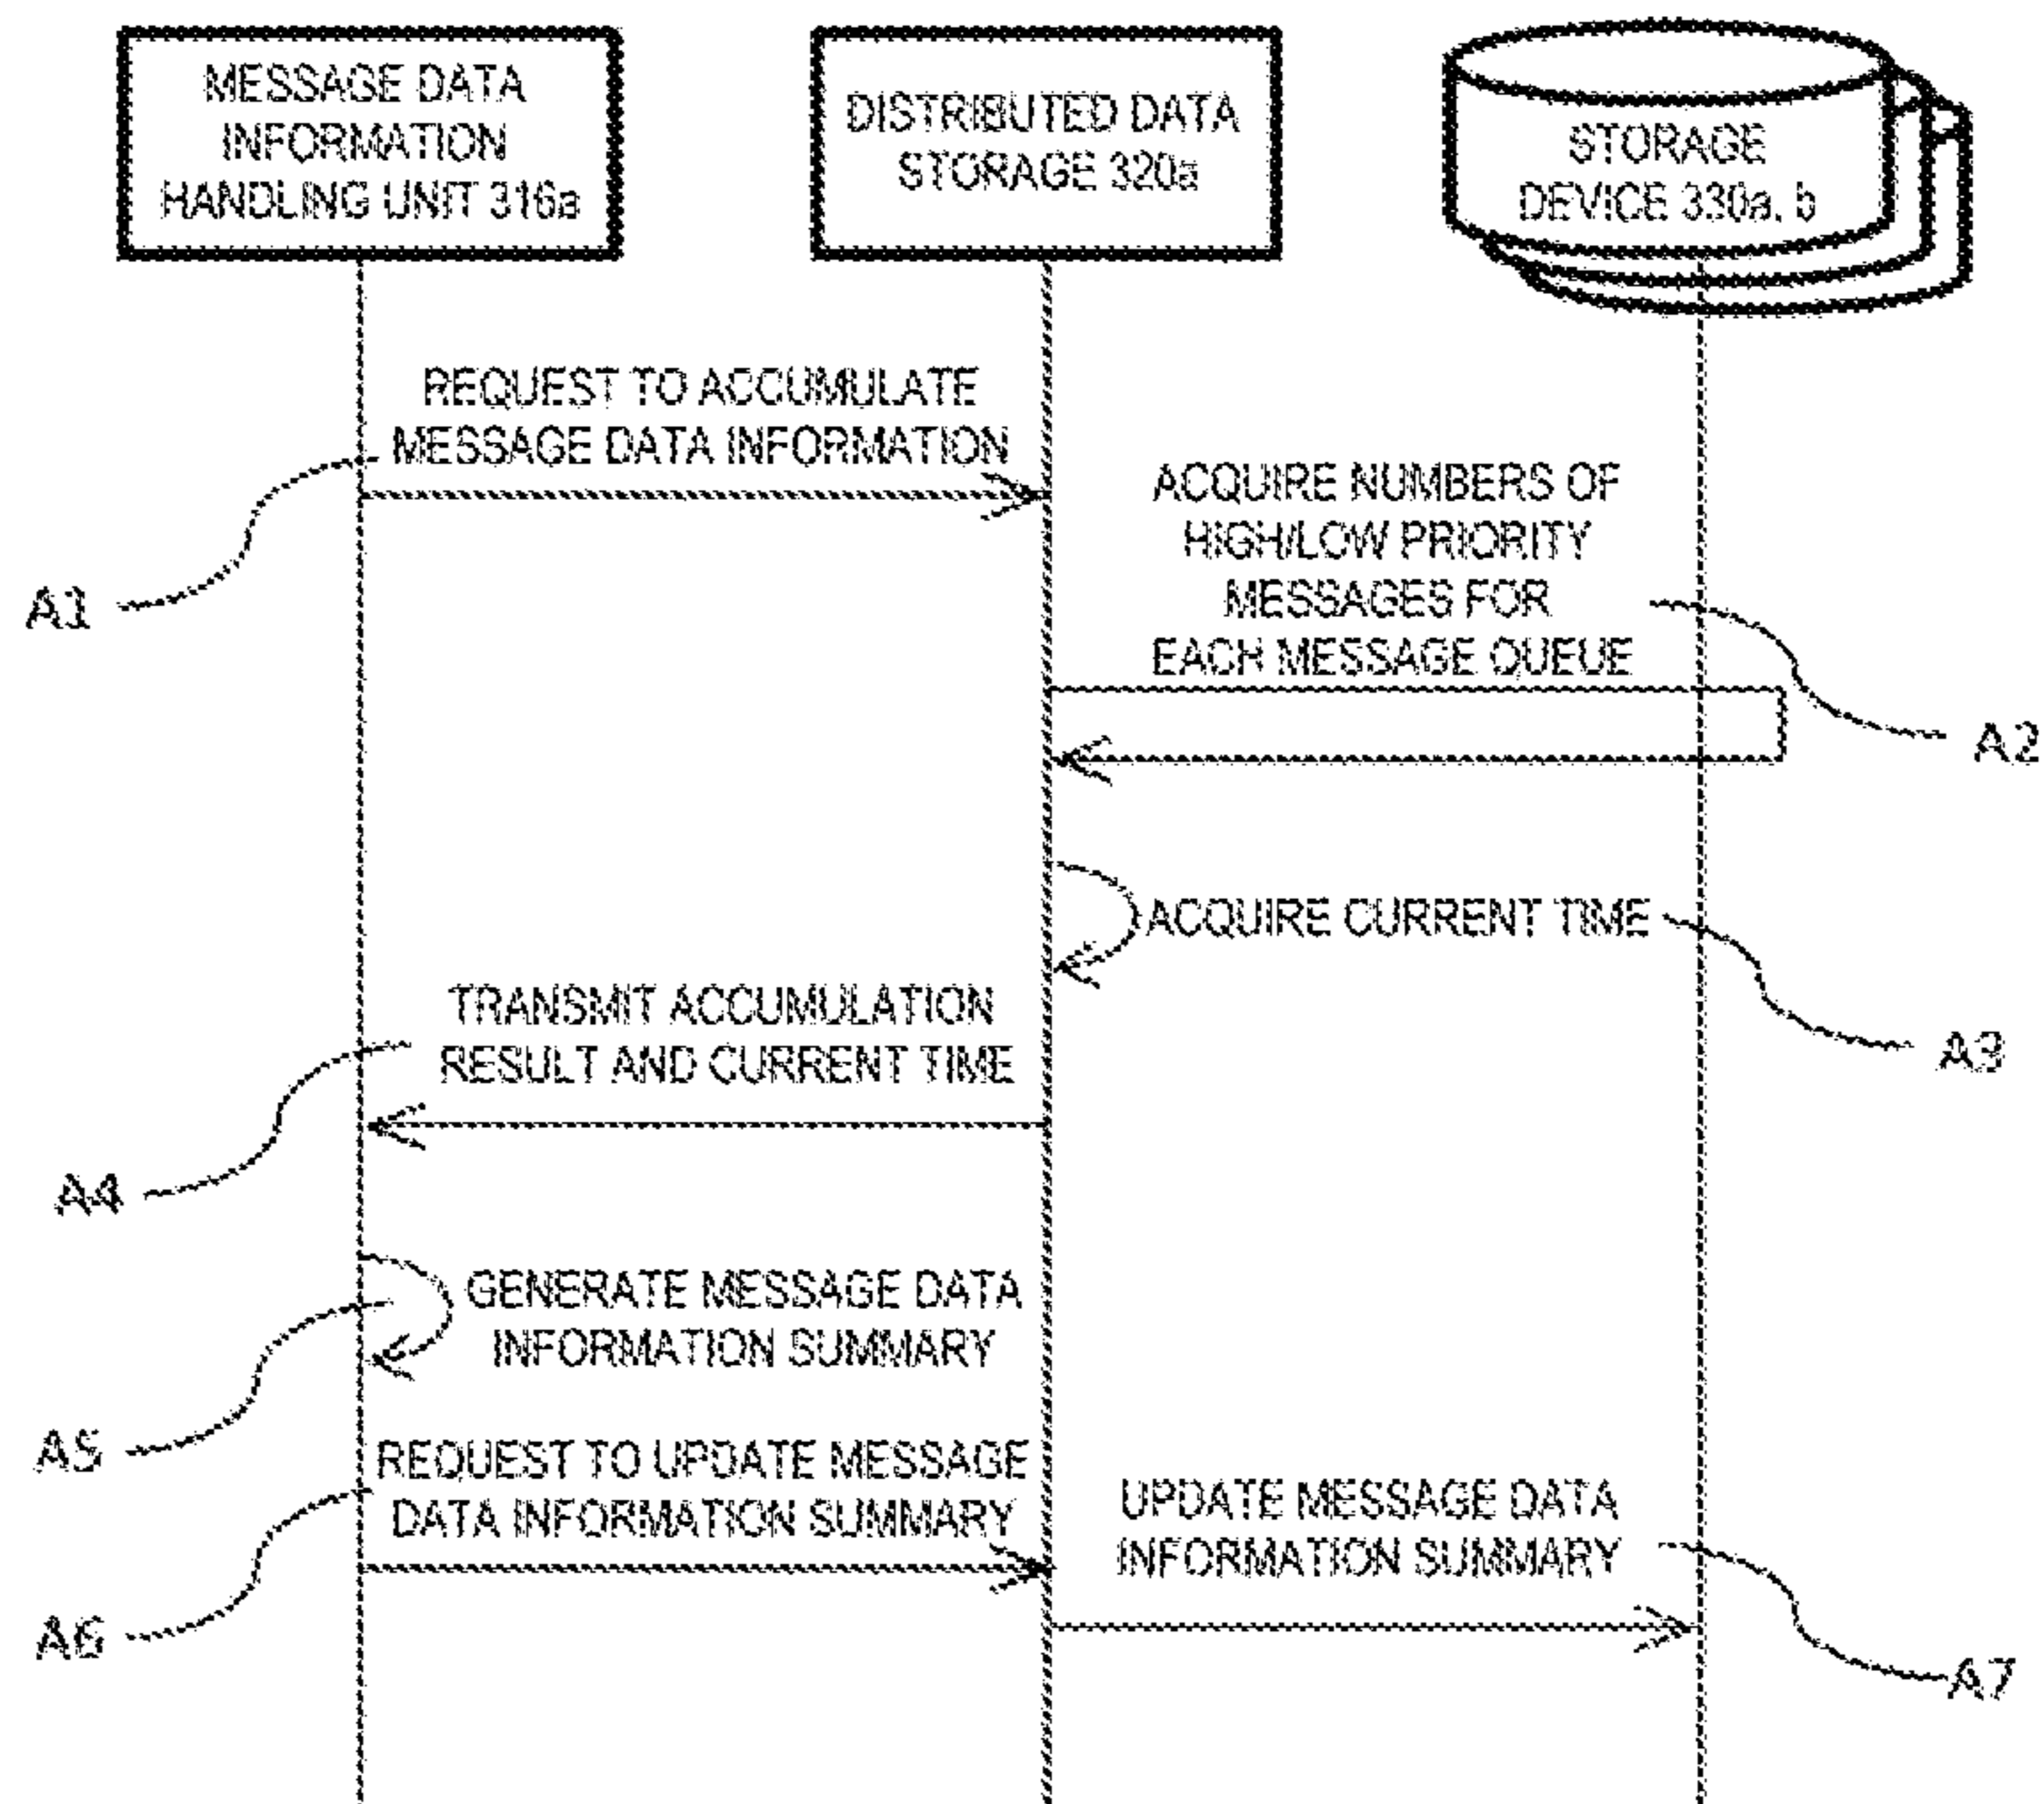 MESSAGE DATA
INFORMATION
HANDLING UNIT 316a
DISTRIBUTED DATA
STORAGE 320a
STORAGE
DEVICE 330a, b
REQUEST TO ACCUMULATE
MESSAGE DATA INFORMATION
A1
ACQUIRE NUMBERS OF
HIGH/LOW PRIORITY
MESSAGES FOR
EACH MESSAGE QUEUE
A2
ACQUIRE CURRENT TIME
A3
TRANSMIT ACCUMULATION
RESULT AND CURRENT TIME
A4
GENERATE MESSAGE DATA
INFORMATION SUMMARY
A5
REQUEST TO UPDATE MESSAGE
DATA INFORMATION SUMMARY
A6
UPDATE MESSAGE DATA
INFORMATION SUMMARY
A7